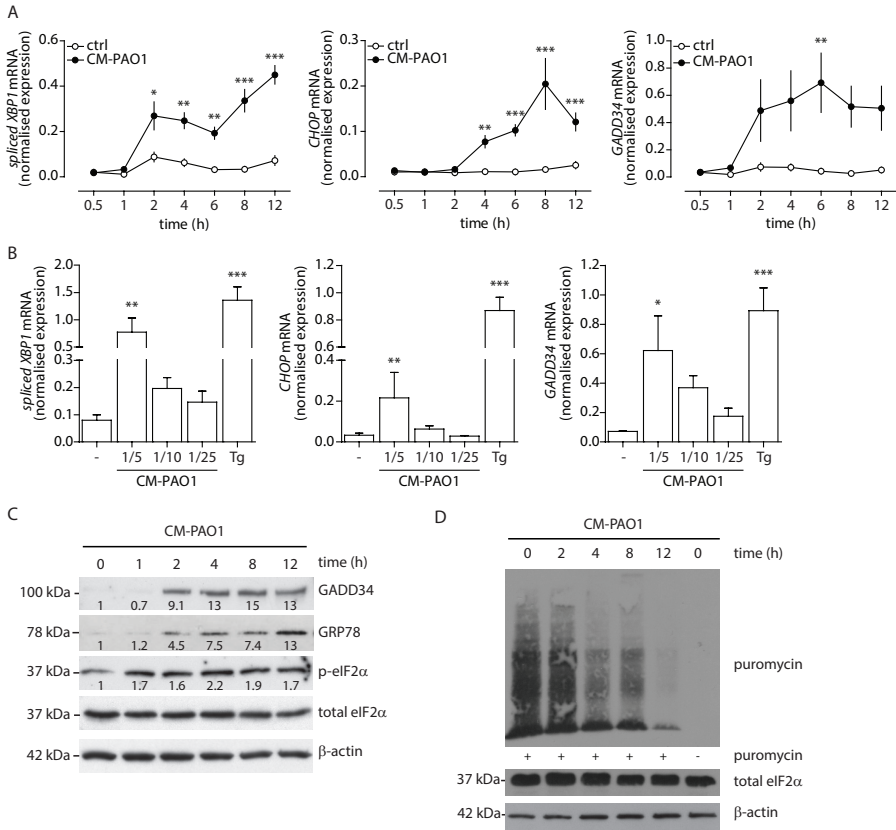 A
ctrl
CM-PAO1
spliced XBP1 mRNA
(normalised expression)
0.6
0.4
0.2
0.0
* ** ** *** ***
0.5 1 2 4 6 8 12
time (h)
ctrl
CM-PAO1
CHOP mRNA
(normalised expression)
0.3
0.2
0.1
0.0
** *** *** ***
0.5 1 2 4 6 8 12
time (h)
ctrl
CM-PAO1
GADD34 mRNA
(normalised expression)
1.0
0.8
0.6
0.4
0.2
0.0
**
0.5 1 2 4 6 8 12
time (h)
B
spliced XBP1 mRNA
(normalised expression)
1.5
1.0
0.5
0.3
0.2
0.1
0.0
** ***
- 1/5 1/10 1/25 Tg
CM-PAO1
CHOP mRNA
(normalised expression)
1.2
1.0
0.8
0.6
0.4
0.2
0.0
** ***
- 1/5 1/10 1/25 Tg
CM-PAO1
GADD34 mRNA
(normalised expression)
1.2
1.0
0.8
0.6
0.4
0.2
0.0
* ***
- 1/5 1/10 1/25 Tg
CM-PAO1
C
CM-PAO1
0 1 2 4 8 12 time (h)
100 kDa GADD34
1 0.7 9.1 13 15 13
78 kDa GRP78
1 1.2 4.5 7.5 7.4 13
37 kDa p-eIF2α
1 1.7 1.6 2.2 1.9 1.7
37 kDa total eIF2α
42 kDa β-actin
D
CM-PAO1
0 2 4 8 12 0 time (h)
puromycin
+ + + + + - puromycin
37 kDa total eIF2α
42 kDa β-actin